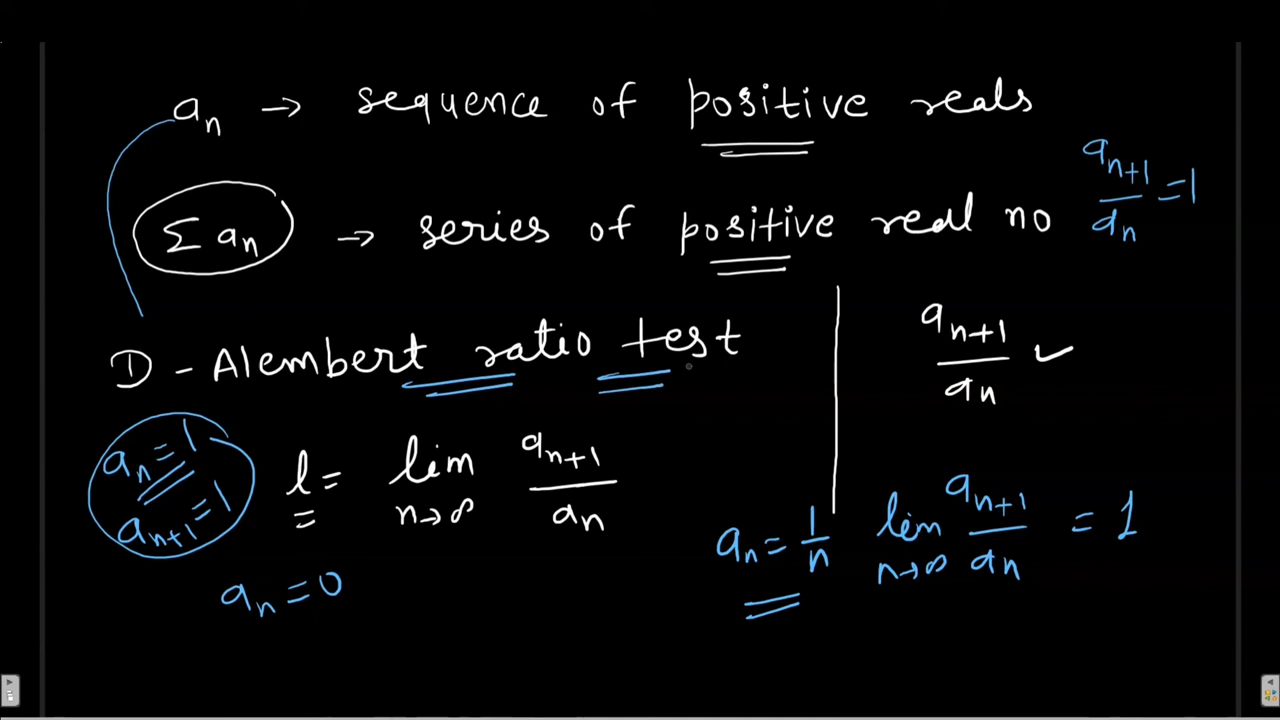 aₙ → sequence of positive reals
aₙ₊₁/aₙ = 1
Σ aₙ → series of positive real no
D - Alembert ratio test
aₙ₊₁/aₙ ✓
aₙ = 1
aₙ₊₁ = 1
l = lim n→∞ aₙ₊₁/aₙ
aₙ = 1/n lim n→∞ aₙ₊₁/aₙ = 1
aₙ = 0